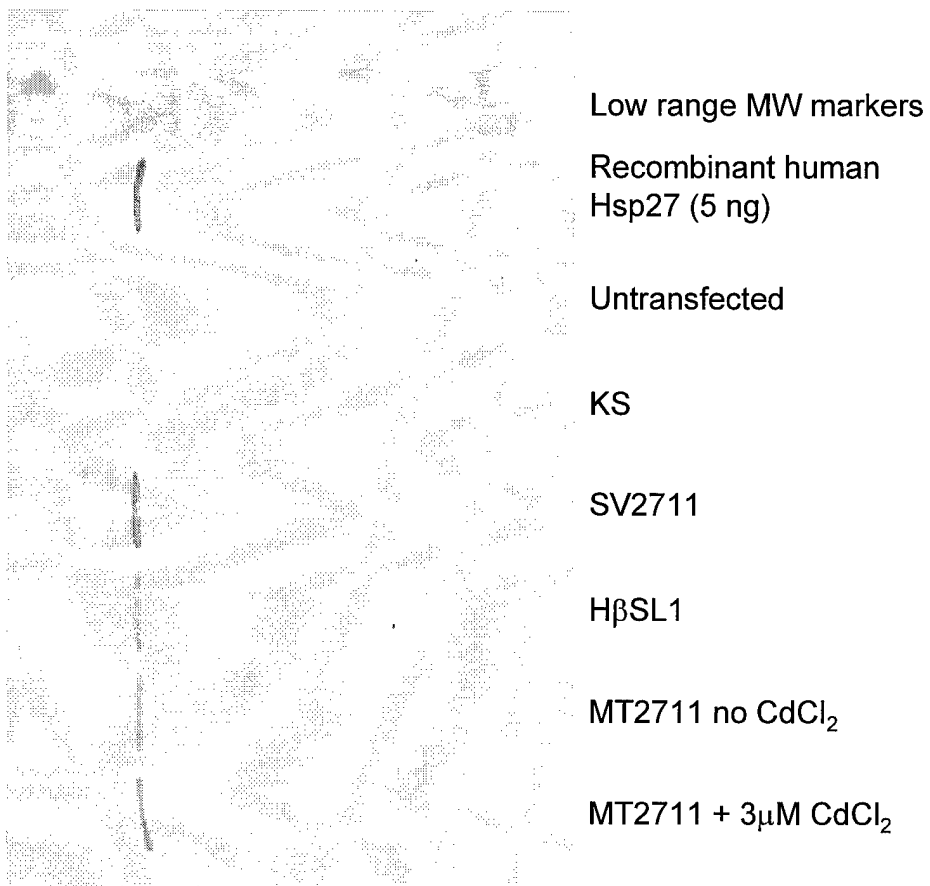 Low range MW markers
Recombinant human
Hsp27 (5 ng)
Untransfected
KS
SV2711
HβSL1
MT2711 no CdCl₂
MT2711 + 3μM CdCl₂